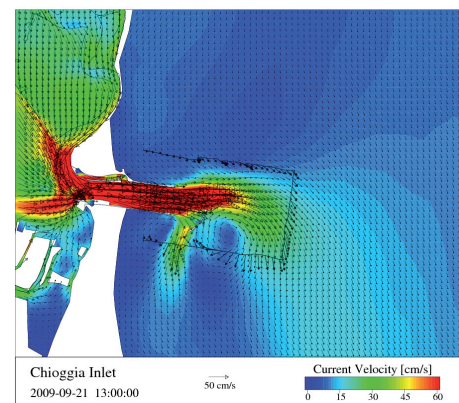 Chioggia Inlet
2009-09-21 13:00:00
50 cm/s
Current Velocity [cm/s]
0 15 30 45 60